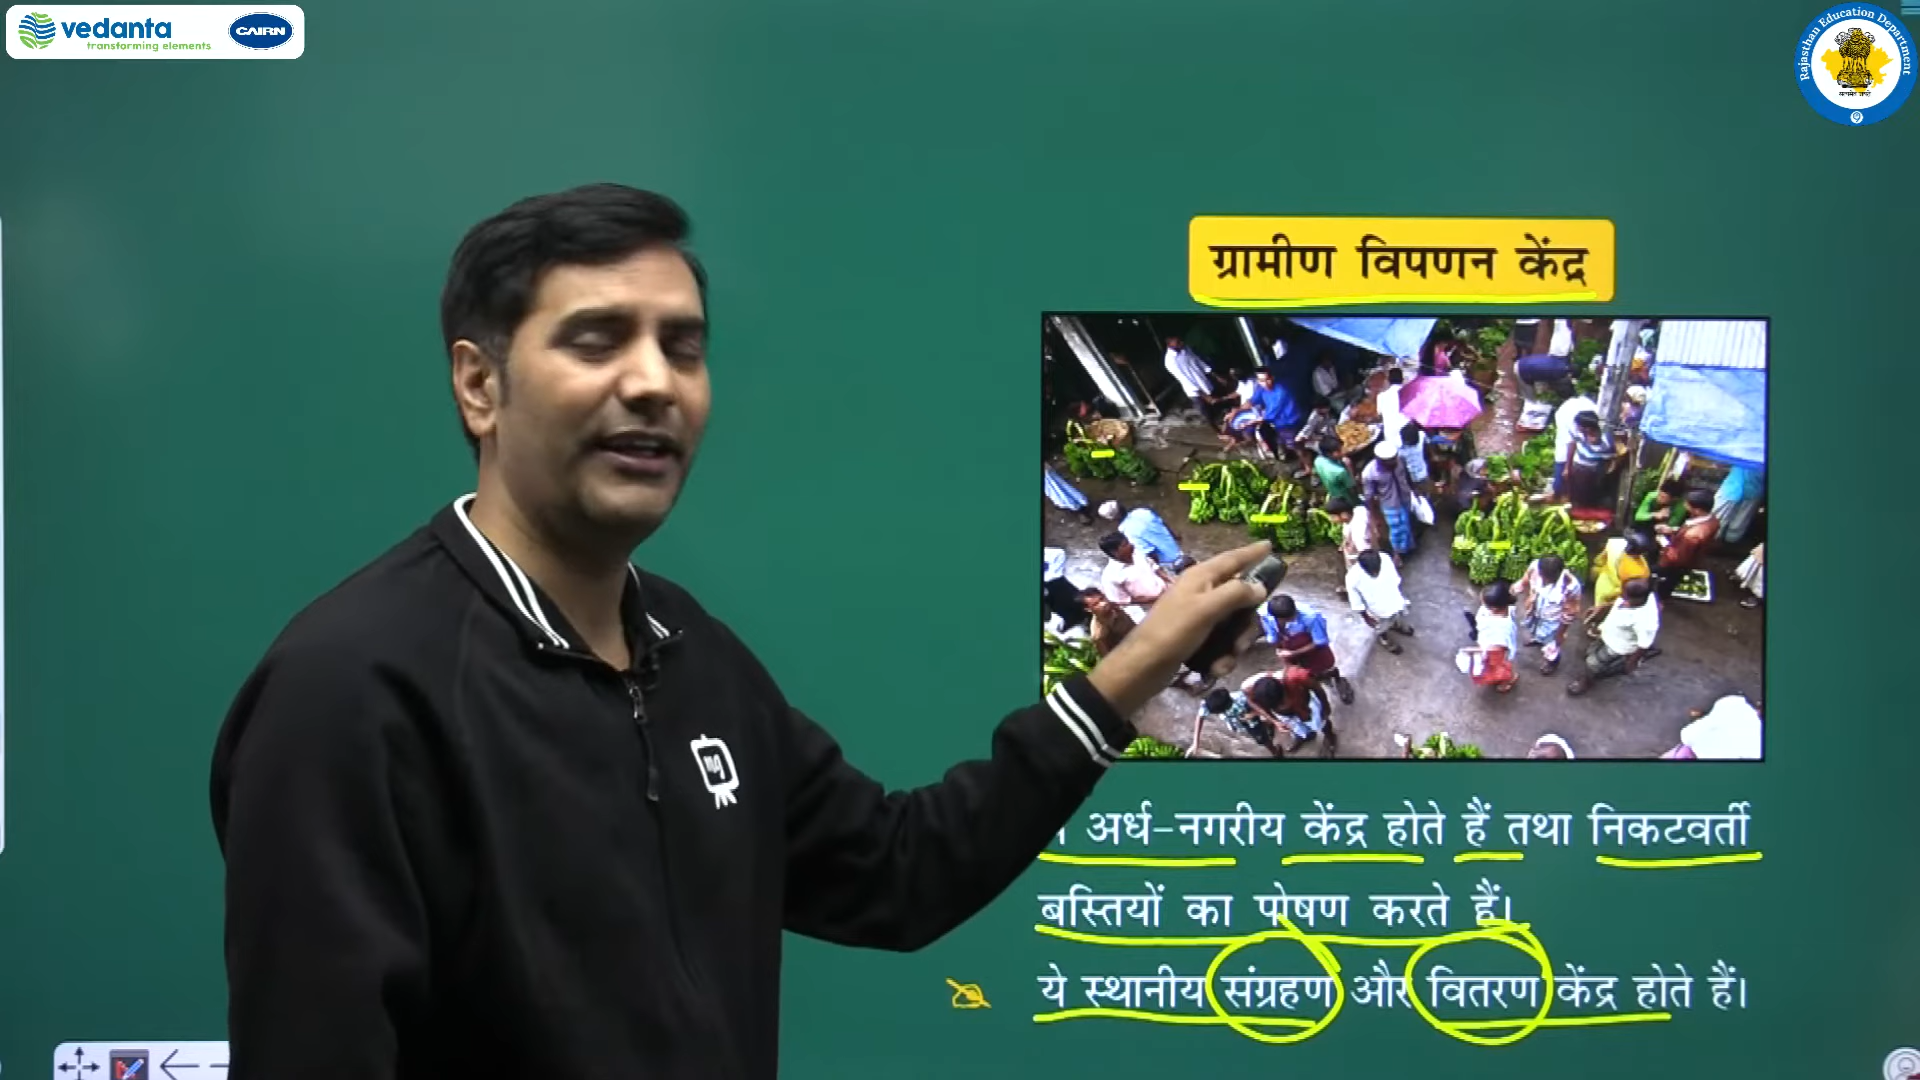 vedanta
transforming elements
CAIRN
Rajasthan Education Department
ग्रामीण विपणन केंद्र
अर्ध-नगरीय केंद्र होते हैं तथा निकटवर्ती
बस्तियों का पोषण करते हैं।
ये स्थानीय संग्रहण और वितरण केंद्र होते हैं।